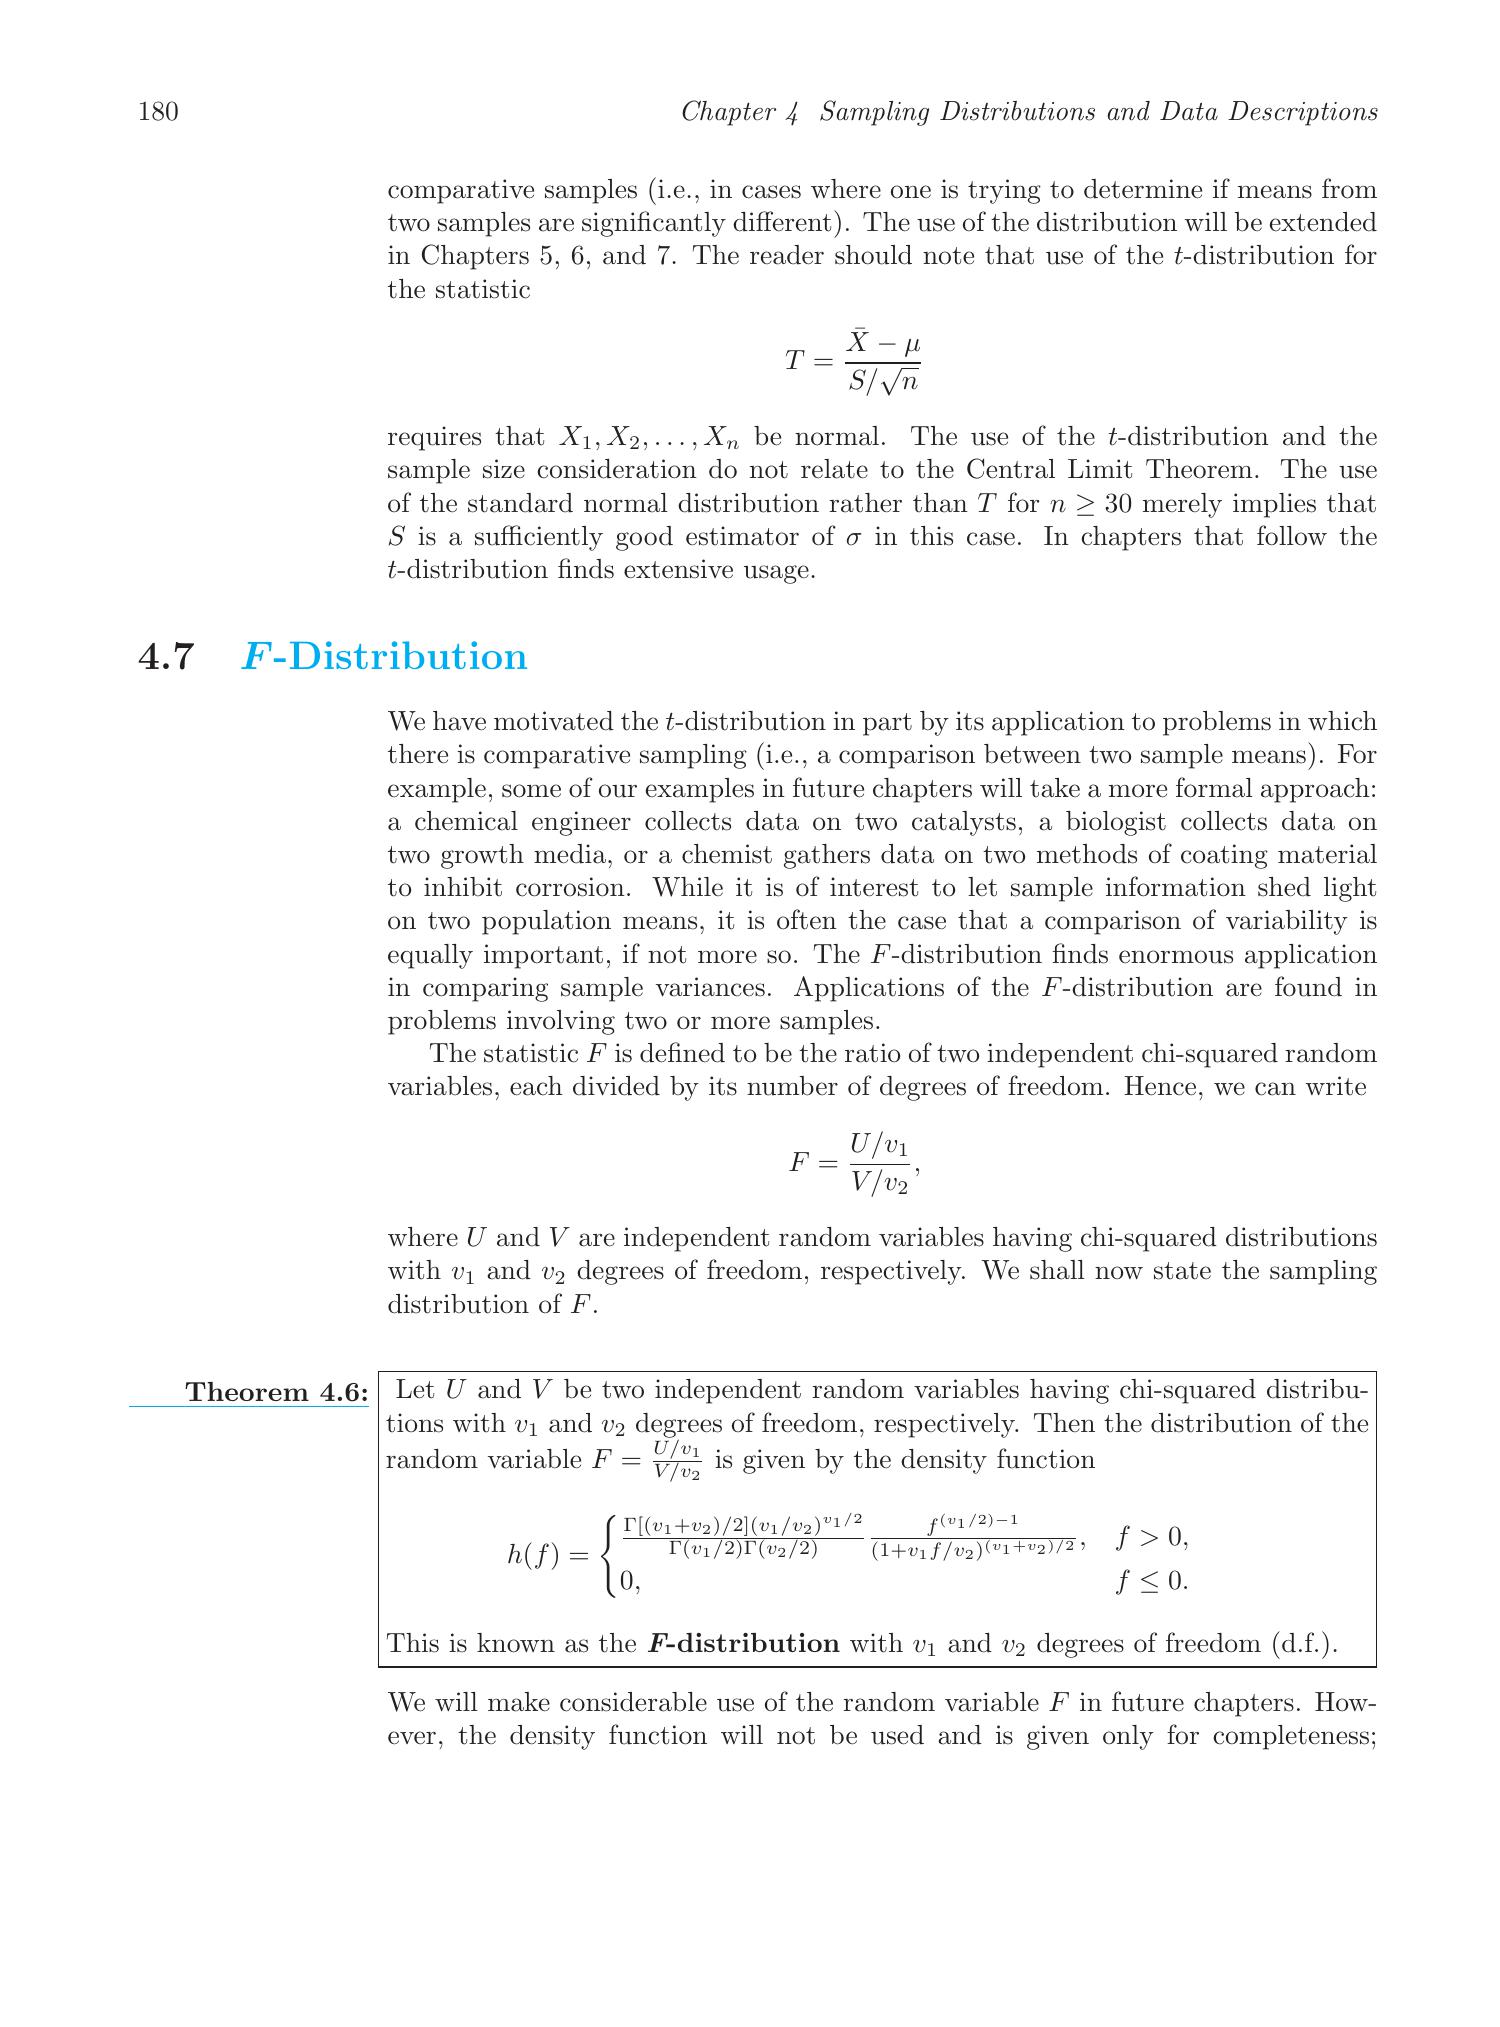 180 Chapter 4 Sampling Distributions and Data Descriptions
comparative samples (i.e., in cases where one is trying to determine if means from
two samples are significantly different). The use of the distribution will be extended
in Chapters 5, 6, and 7. The reader should note that use of the t-distribution for
the statistic
T = \frac{\bar{X} − μ}{S/\sqrt{n}}
requires that X₁, X₂, . . . , Xₙ be normal. The use of the t-distribution and the
sample size consideration do not relate to the Central Limit Theorem. The use
of the standard normal distribution rather than T for n ≥ 30 merely implies that
S is a sufficiently good estimator of σ in this case. In chapters that follow the
t-distribution finds extensive usage.
4.7 F-Distribution
We have motivated the t-distribution in part by its application to problems in which
there is comparative sampling (i.e., a comparison between two sample means). For
example, some of our examples in future chapters will take a more formal approach:
a chemical engineer collects data on two catalysts, a biologist collects data on
two growth media, or a chemist gathers data on two methods of coating material
to inhibit corrosion. While it is of interest to let sample information shed light
on two population means, it is often the case that a comparison of variability is
equally important, if not more so. The F-distribution finds enormous application
in comparing sample variances. Applications of the F-distribution are found in
problems involving two or more samples.
The statistic F is defined to be the ratio of two independent chi-squared random
variables, each divided by its number of degrees of freedom. Hence, we can write
F = \frac{U/v_1}{V/v_2},
where U and V are independent random variables having chi-squared distributions
with v₁ and v₂ degrees of freedom, respectively. We shall now state the sampling
distribution of F.
Theorem 4.6: Let U and V be two independent random variables having chi-squared distribu-
tions with v₁ and v₂ degrees of freedom, respectively. Then the distribution of the
random variable F = \frac{U/v_1}{V/v_2} is given by the density function
h(f) = \begin{cases} \frac{Γ[(v_1+v_2)/2](v_1/v_2)^{v_1/2}}{Γ(v_1/2)Γ(v_2/2)} \frac{f^{(v_1/2)−1}}{(1+v_1f/v_2)^{(v_1+v_2)/2}}, & f > 0, \\
0, & f ≤ 0. \end{cases}
This is known as the F-distribution with v₁ and v₂ degrees of freedom (d.f.).
We will make considerable use of the random variable F in future chapters. How-
ever, the density function will not be used and is given only for completeness;